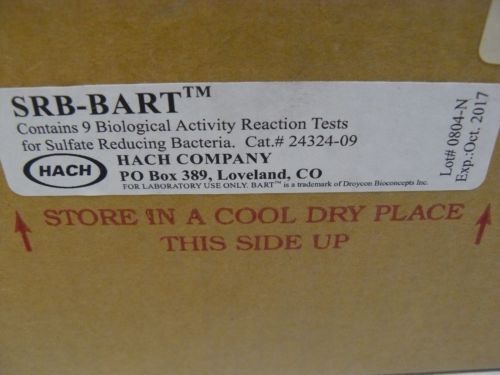 SRB-BART™
Contains 9 Biological Activity Reaction Tests
for Sulfate Reducing Bacteria. Cat.# 24324-09
HACH
HACH COMPANY
PO Box 389, Loveland, CO
FOR LABORATORY USE ONLY. BART™ is a trademark of Droycon Bioconcepts Inc.
Lot# 0804-N
Exp.:Oct. 2017
STORE IN A COOL DRY PLACE
THIS SIDE UP